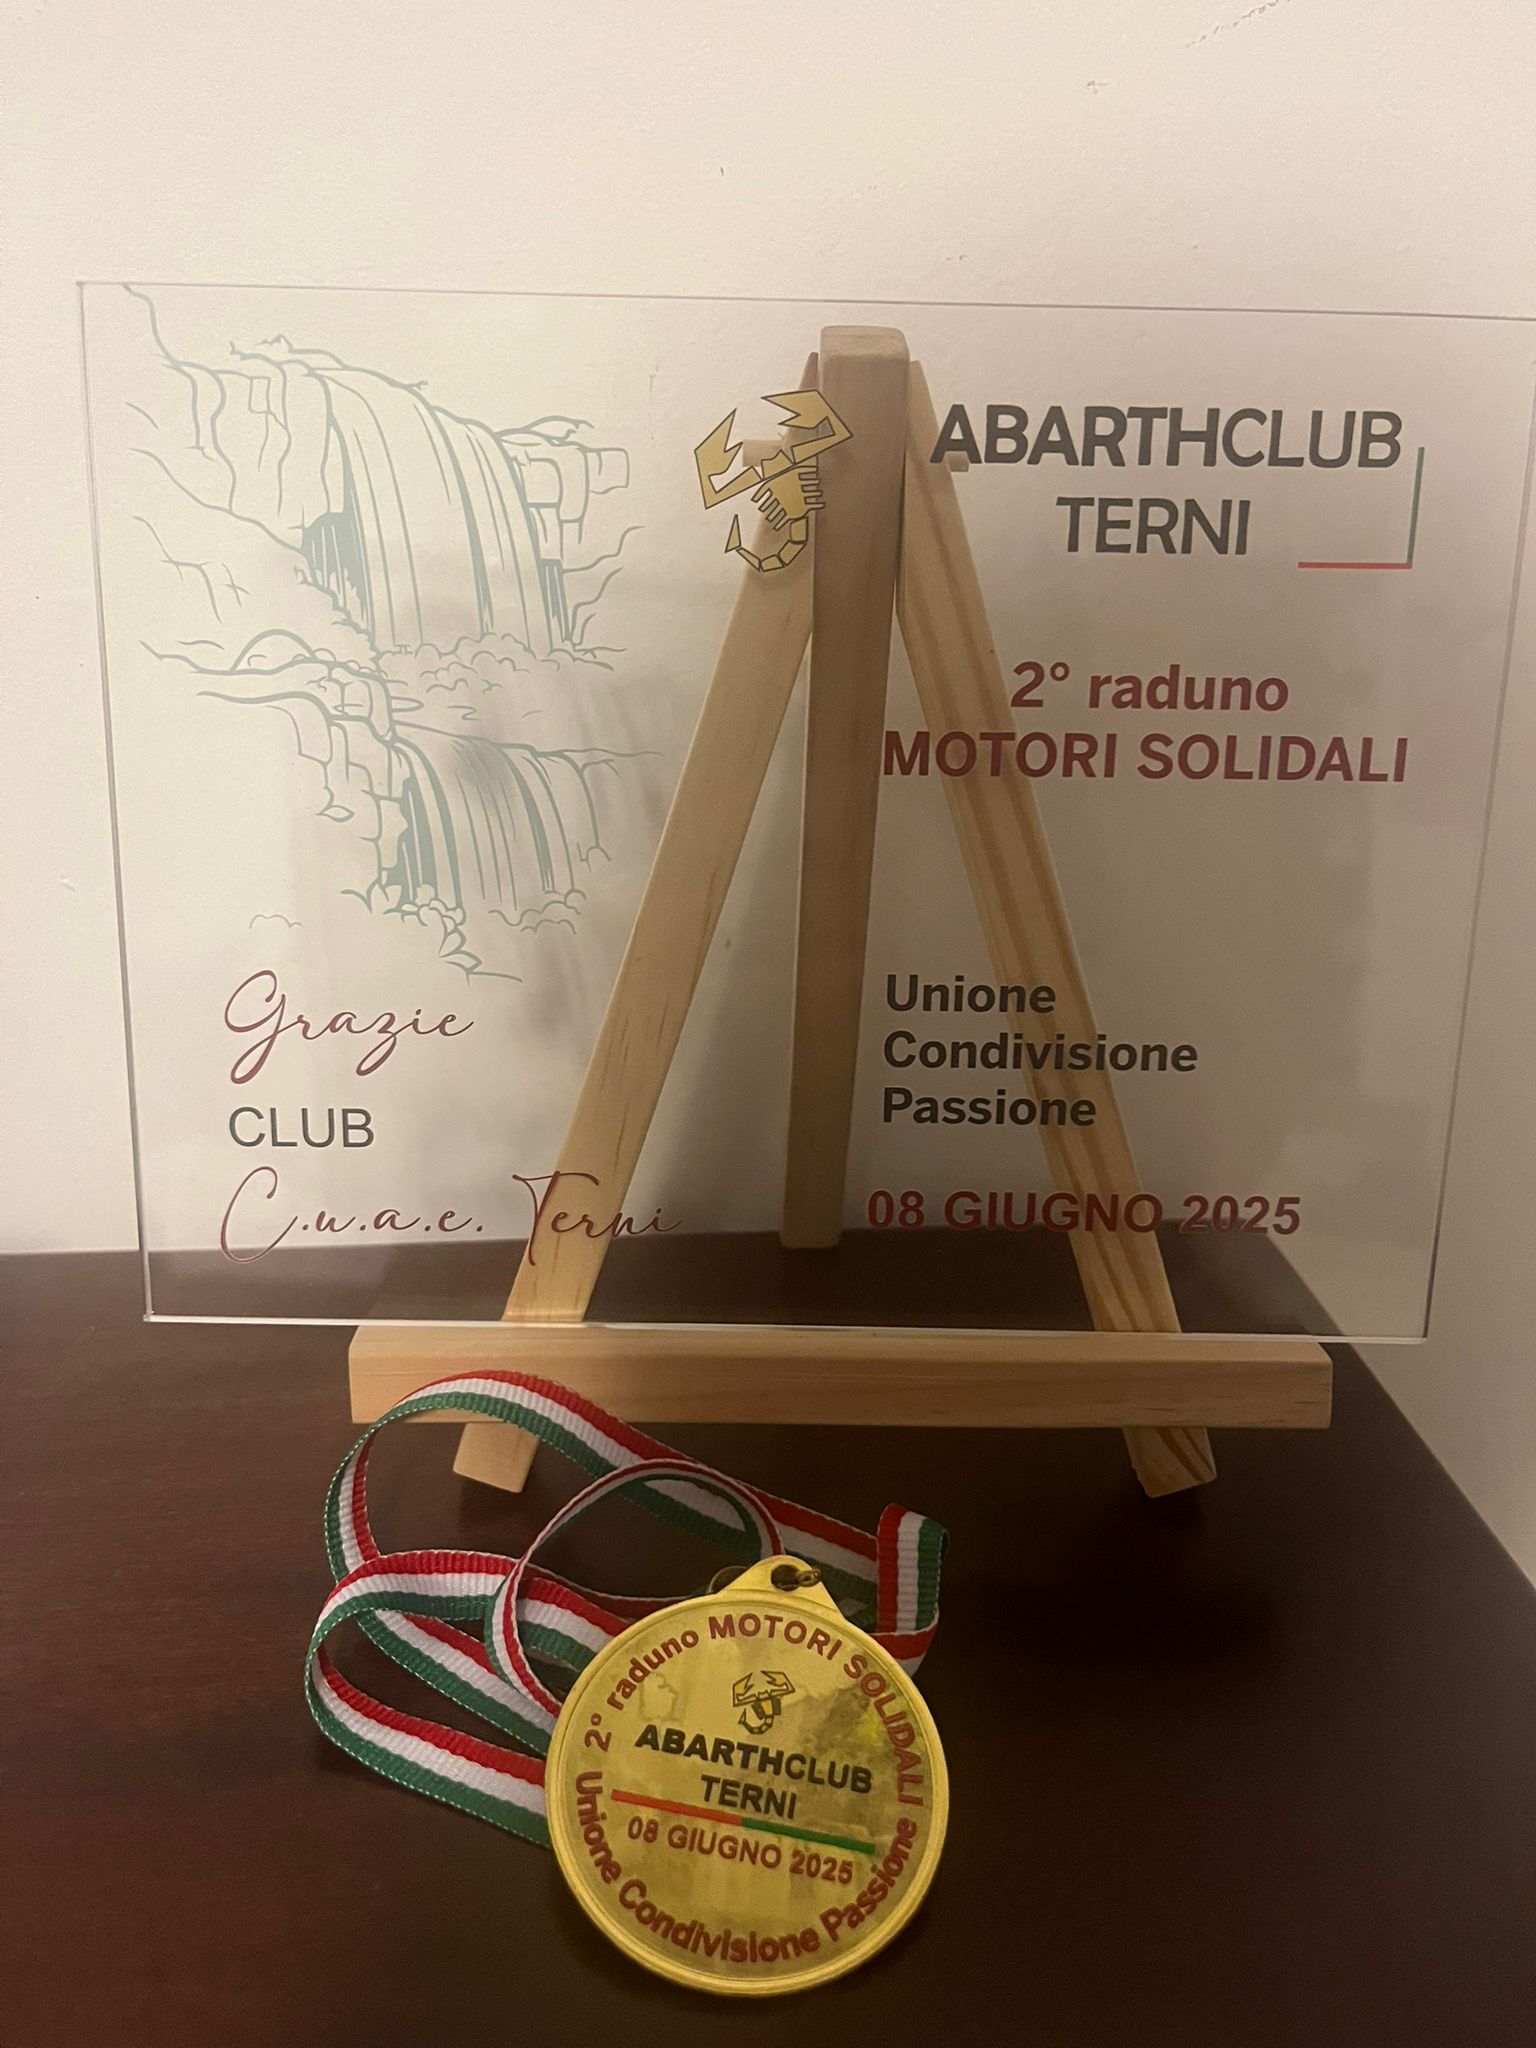 ABARTHCLUB
TERNI
2° raduno
MOTORI SOLIDALI
Grazie
CLUB
C.u.a.e. Terni
Unione
Condivisione
Passione
08 GIUGNO 2025
2° raduno MOTORI SOLIDALI
ABARTHCLUB
TERNI
08 GIUGNO 2025
Unione Condivisione Passione